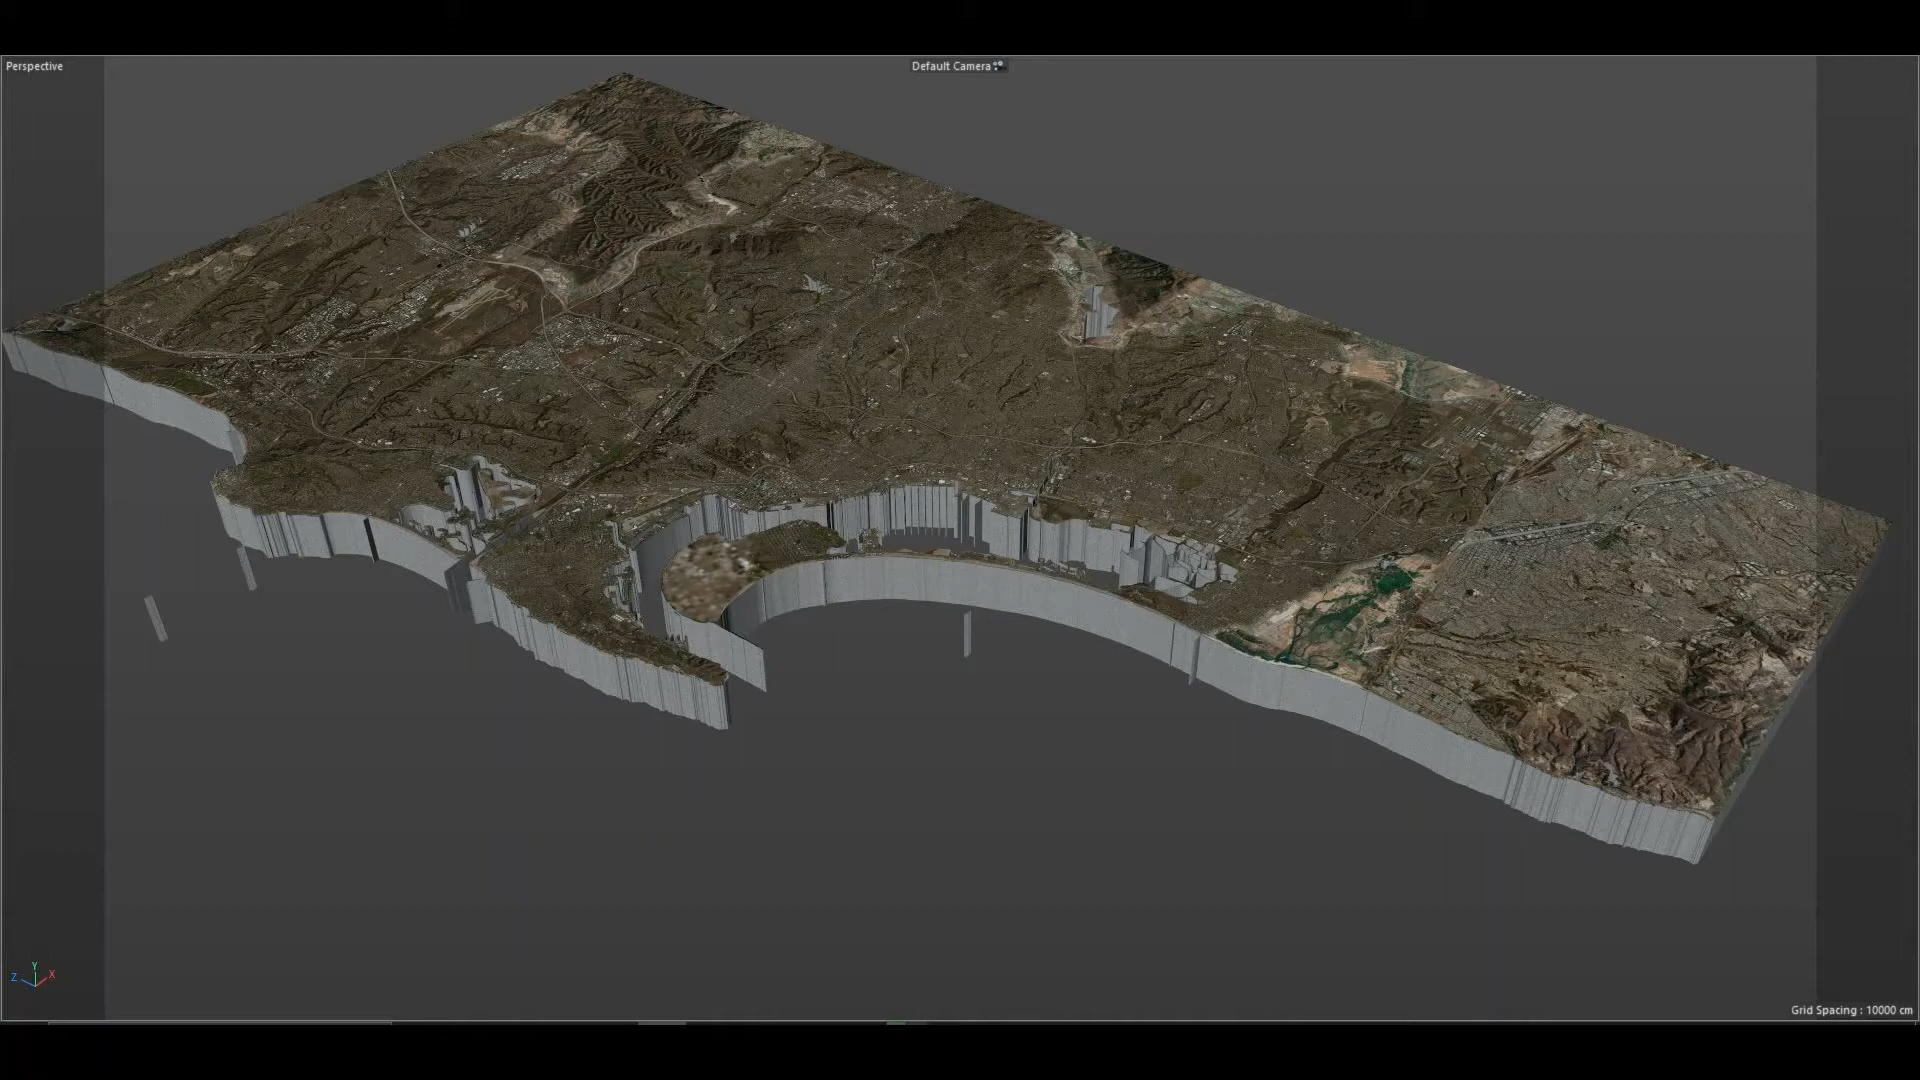 Perspective
Default Camera
Y
Z
X
Grid Spacing : 10000 cm